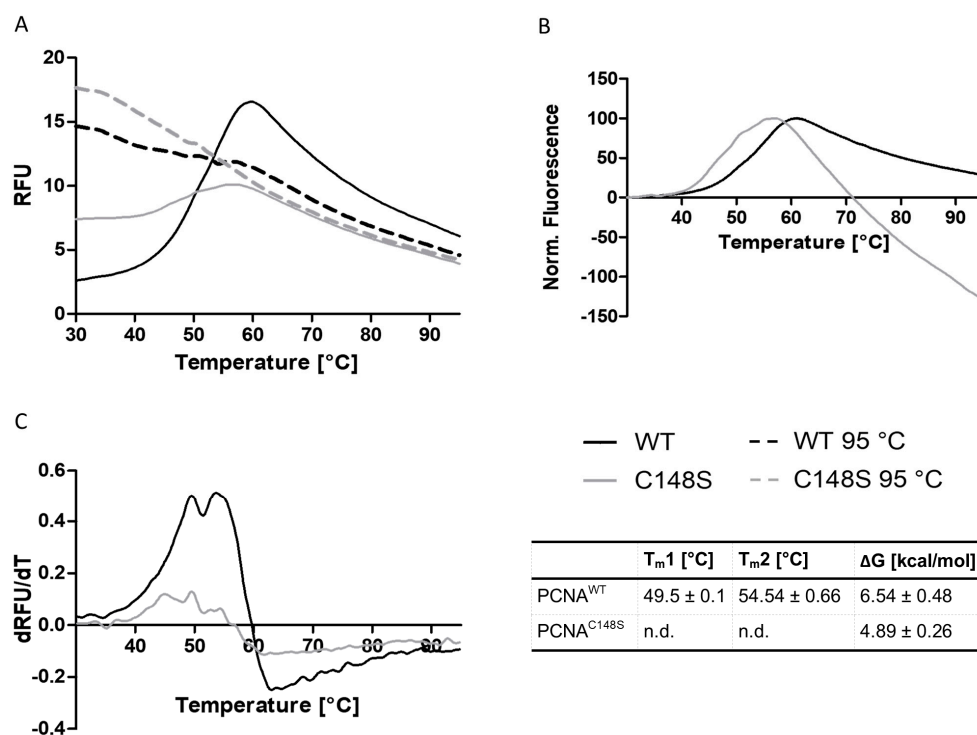 A
20
15
10
5
0
RFU
30 40 50 60 70 80 90
Temperature [°C]
B
150
100
50
0
-50
-100
-150
Norm. Fluorescence
40 50 60 70 80 90
Temperature [°C]
C
0.6
0.4
0.2
0.0
-0.2
-0.4
dRFU/dT
40 50 60 70 80 90
Temperature [°C]
WT
WT 95 °C
C148S
C148S 95 °C
Tm1 [°C] Tm2 [°C] ΔG [kcal/mol]
PCNAWT 49.5 ± 0.1 54.54 ± 0.66 6.54 ± 0.48
PCNAC148S n.d. n.d. 4.89 ± 0.26